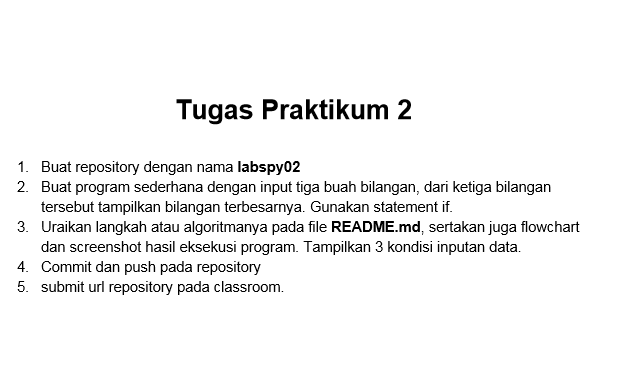 Tugas Praktikum 2
1. Buat repository dengan nama labspy02
2. Buat program sederhana dengan input tiga buah bilangan, dari ketiga bilangan
tersebut tampilkan bilangan terbesarnya. Gunakan statement if.
3. Uraikan langkah atau algoritmanya pada file README.md, sertakan juga flowchart
dan screenshot hasil eksekusi program. Tampilkan 3 kondisi inputan data.
4. Commit dan push pada repository
5. submit url repository pada classroom.